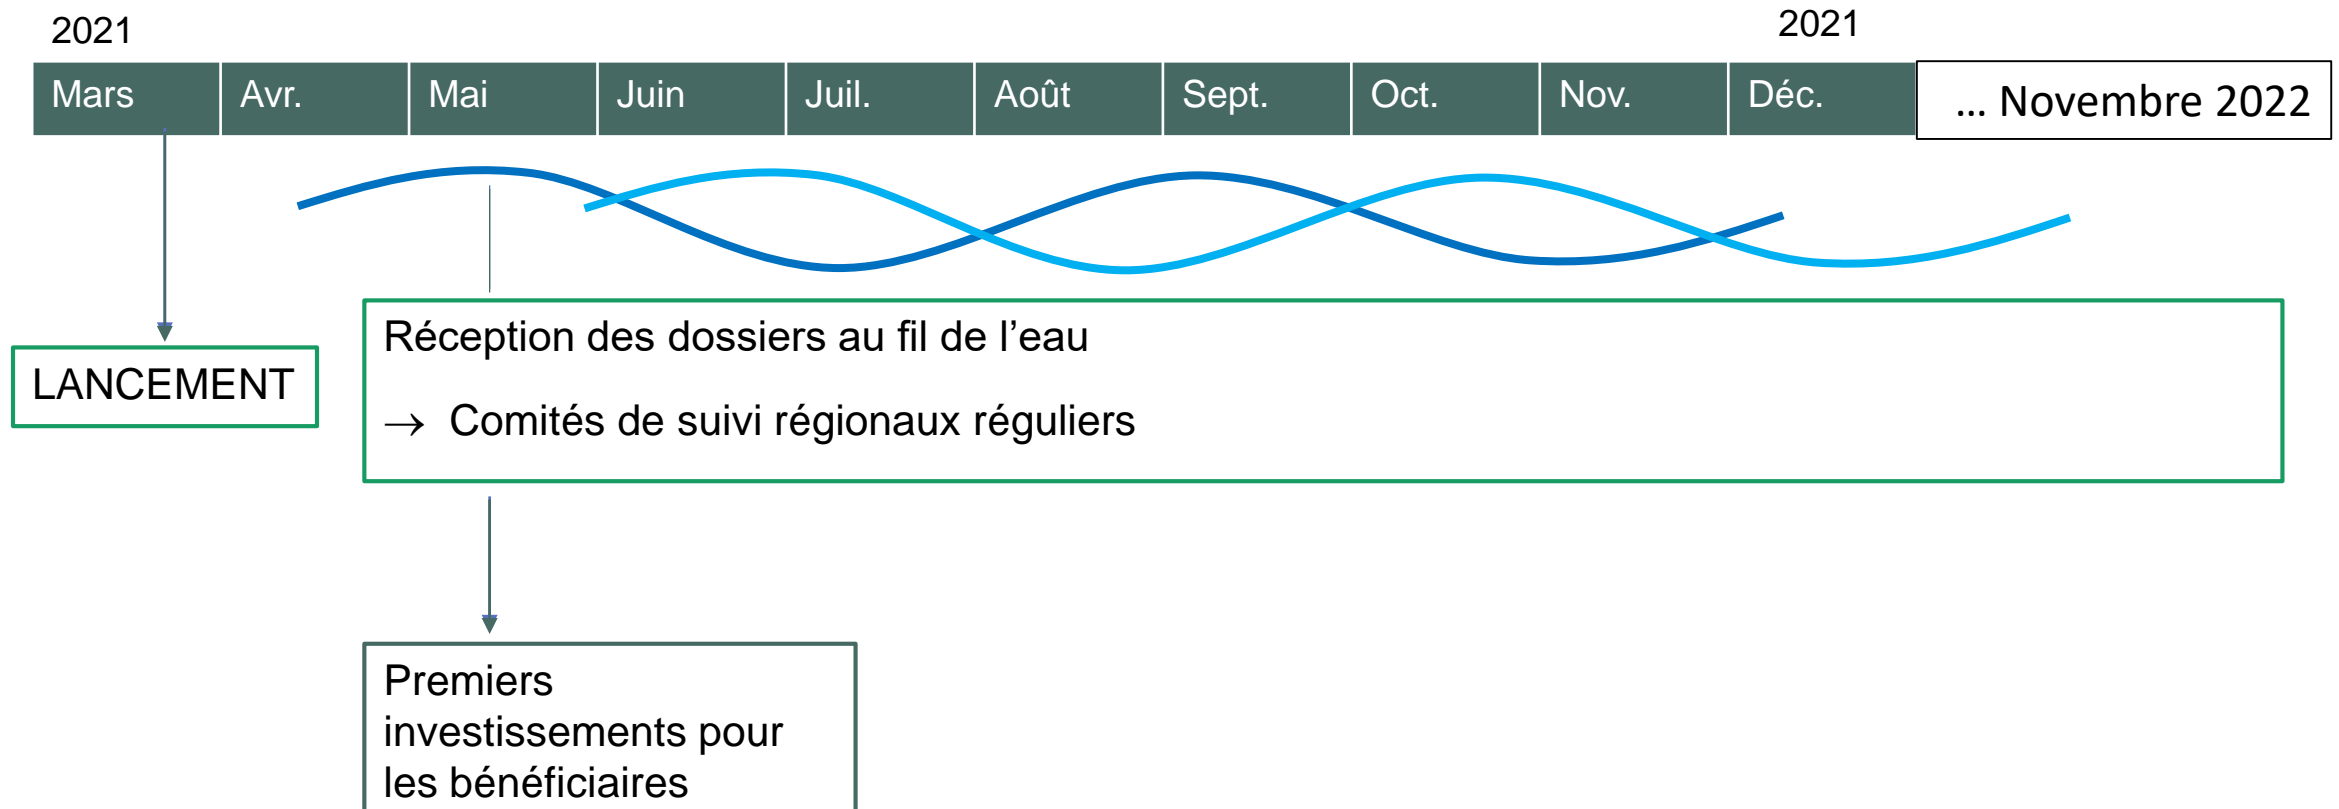 2021
2021
Mars Avr. Mai Juin Juil. Août Sept. Oct. Nov. Déc. ... Novembre 2022
LANCEMENT
Réception des dossiers au fil de l’eau
→ Comités de suivi régionaux réguliers
Premiers
investissements pour
les bénéficiaires